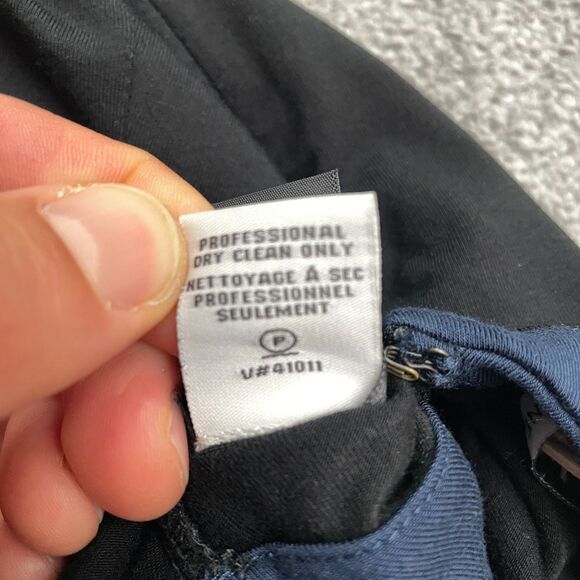 PROFESSIONAL
DRY CLEAN ONLY
NETTOYAGE À SEC
PROFESSIONNEL
SEULEMENT
P
V#41011